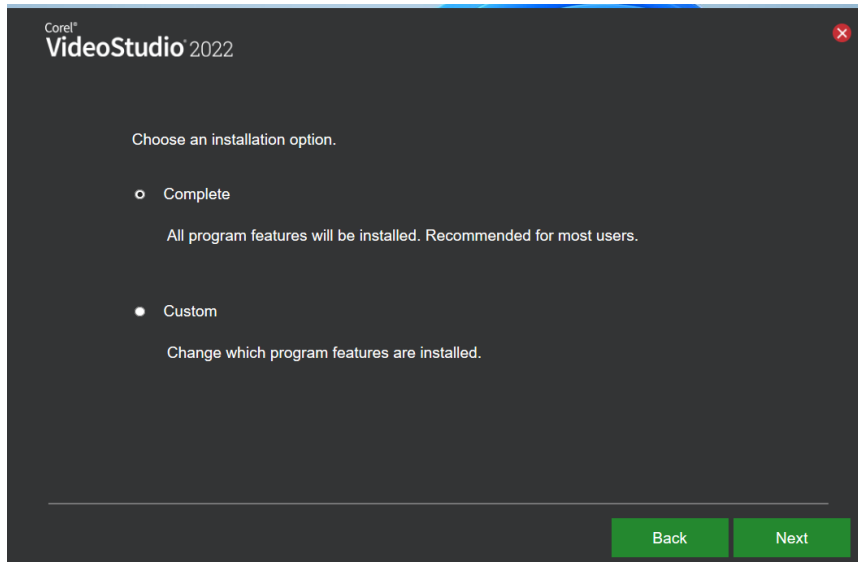 Corel®
VideoStudio® 2022
Choose an installation option.
Complete
All program features will be installed. Recommended for most users.
Custom
Change which program features are installed.
Back Next